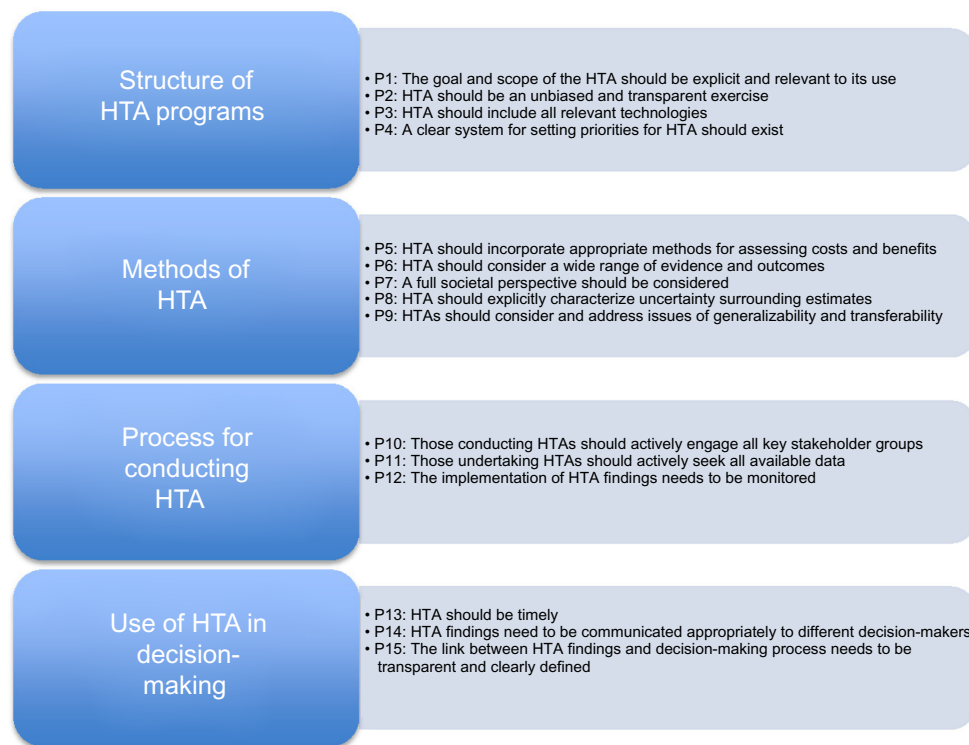 Structure of
HTA programs
• P1: The goal and scope of the HTA should be explicit and relevant to its use
• P2: HTA should be an unbiased and transparent exercise
• P3: HTA should include all relevant technologies
• P4: A clear system for setting priorities for HTA should exist
Methods of
HTA
• P5: HTA should incorporate appropriate methods for assessing costs and benefits
• P6: HTA should consider a wide range of evidence and outcomes
• P7: A full societal perspective should be considered
• P8: HTA should explicitly characterize uncertainty surrounding estimates
• P9: HTAs should consider and address issues of generalizability and transferability
Process for
conducting
HTA
• P10: Those conducting HTAs should actively engage all key stakeholder groups
• P11: Those undertaking HTAs should actively seek all available data
• P12: The implementation of HTA findings needs to be monitored
Use of HTA in
decision-
making
• P13: HTA should be timely
• P14: HTA findings need to be communicated appropriately to different decision-makers
• P15: The link between HTA findings and decision-making process needs to be
transparent and clearly defined